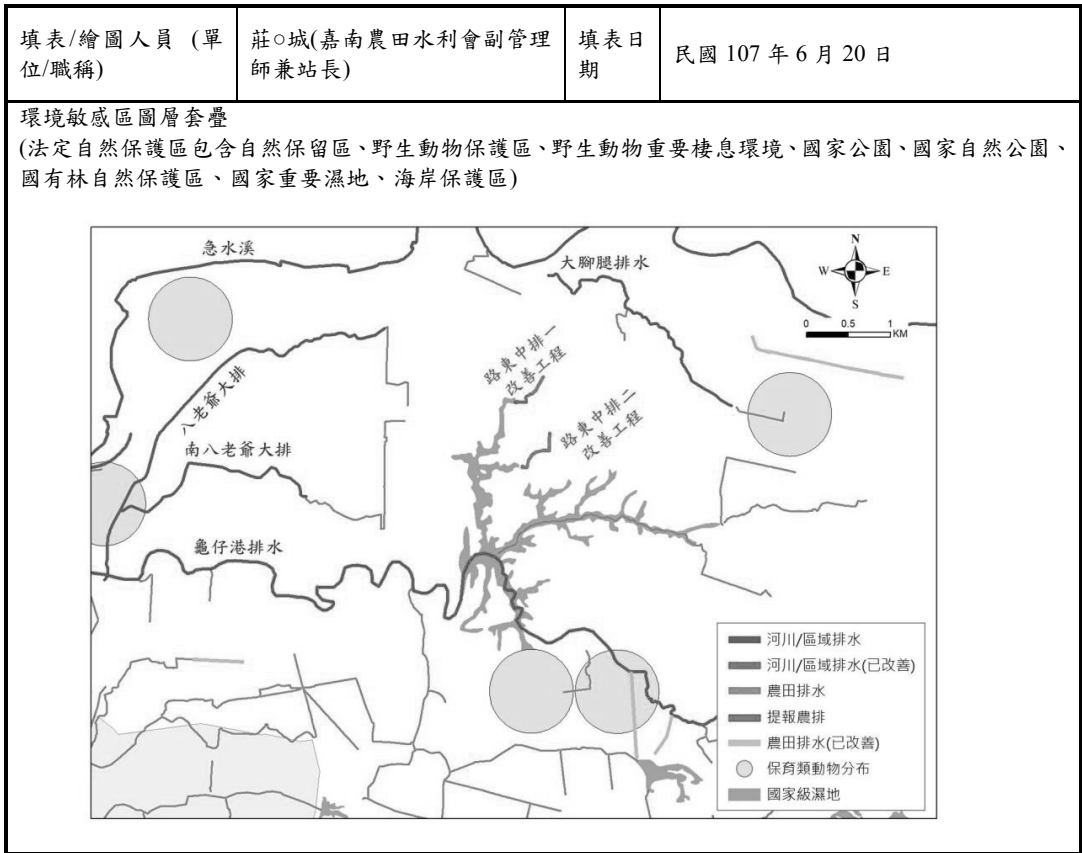 填表/繪圖人員 (單
位/職稱)
莊○城(嘉南農田水利會副管理
師兼站長)
填表日
期
民國 107 年 6 月 20 日
環境敏感區圖層套疊
(法定自然保護區包含自然保留區、野生動物保護區、野生動物重要棲息環境、國家公園、國家自然公園、
國有林自然保護區、國家重要濕地、海岸保護區)
急水溪
大腳腿排水
N
W
E
S
0 0.5 1
KM
路東中排一
改善工程
路東中排二
改善工程
八老爺大排
南八老爺大排
龜仔港排水
河川/區域排水
河川/區域排水(已改善)
農田排水
提報農排
農田排水(已改善)
保育類動物分布
國家級濕地